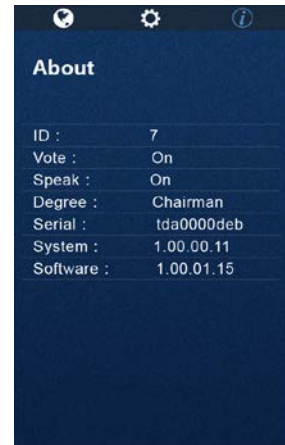 About
ID : 7
Vote : On
Speak : On
Degree : Chairman
Serial : tda0000deb
System : 1.00.00.11
Software : 1.00.01.15